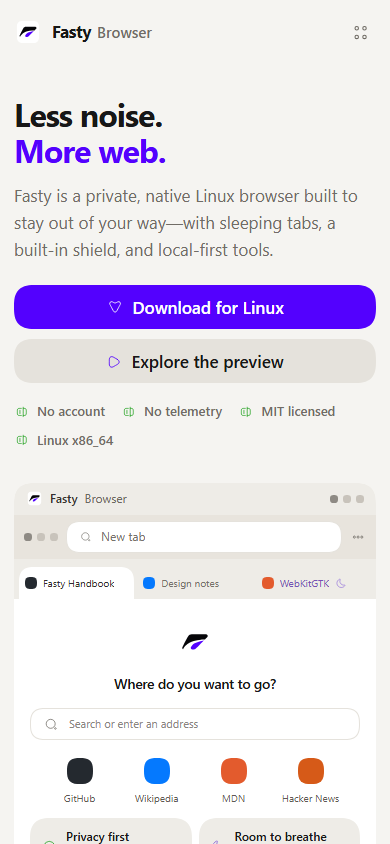 Fasty Browser
Less noise.
More web.
Fasty is a private, native Linux browser built to
stay out of your way—with sleeping tabs, a
built-in shield, and local-first tools.
Download for Linux
Explore the preview
No account No telemetry MIT licensed
Linux x86_64
Fasty Browser
New tab
Fasty Handbook Design notes WebKitGTK
Where do you want to go?
Search or enter an address
GitHub Wikipedia MDN Hacker News
Privacy first Room to breathe